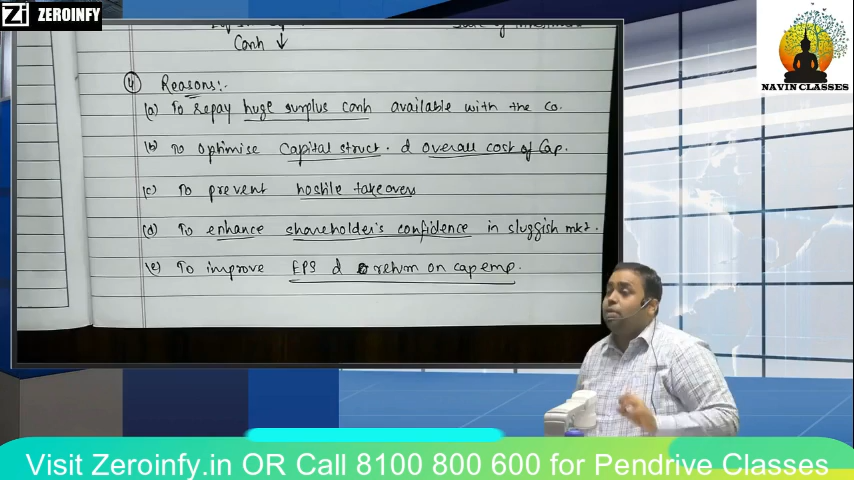 Zi ZEROINFY
Cash ↓
NAVIN CLASSES
④ Reasons:-
(a) To repay huge surplus cash available with the co.
(b) To optimise capital struct. & overall cost of Cap.
(c) To prevent hostile takeovers
(d) To enhance shareholder's confidence in sluggish mkt.
(e) To improve EPS & return on cap emp.
Visit Zeroinfy.in OR Call 8100 800 600 for Pendrive Classes